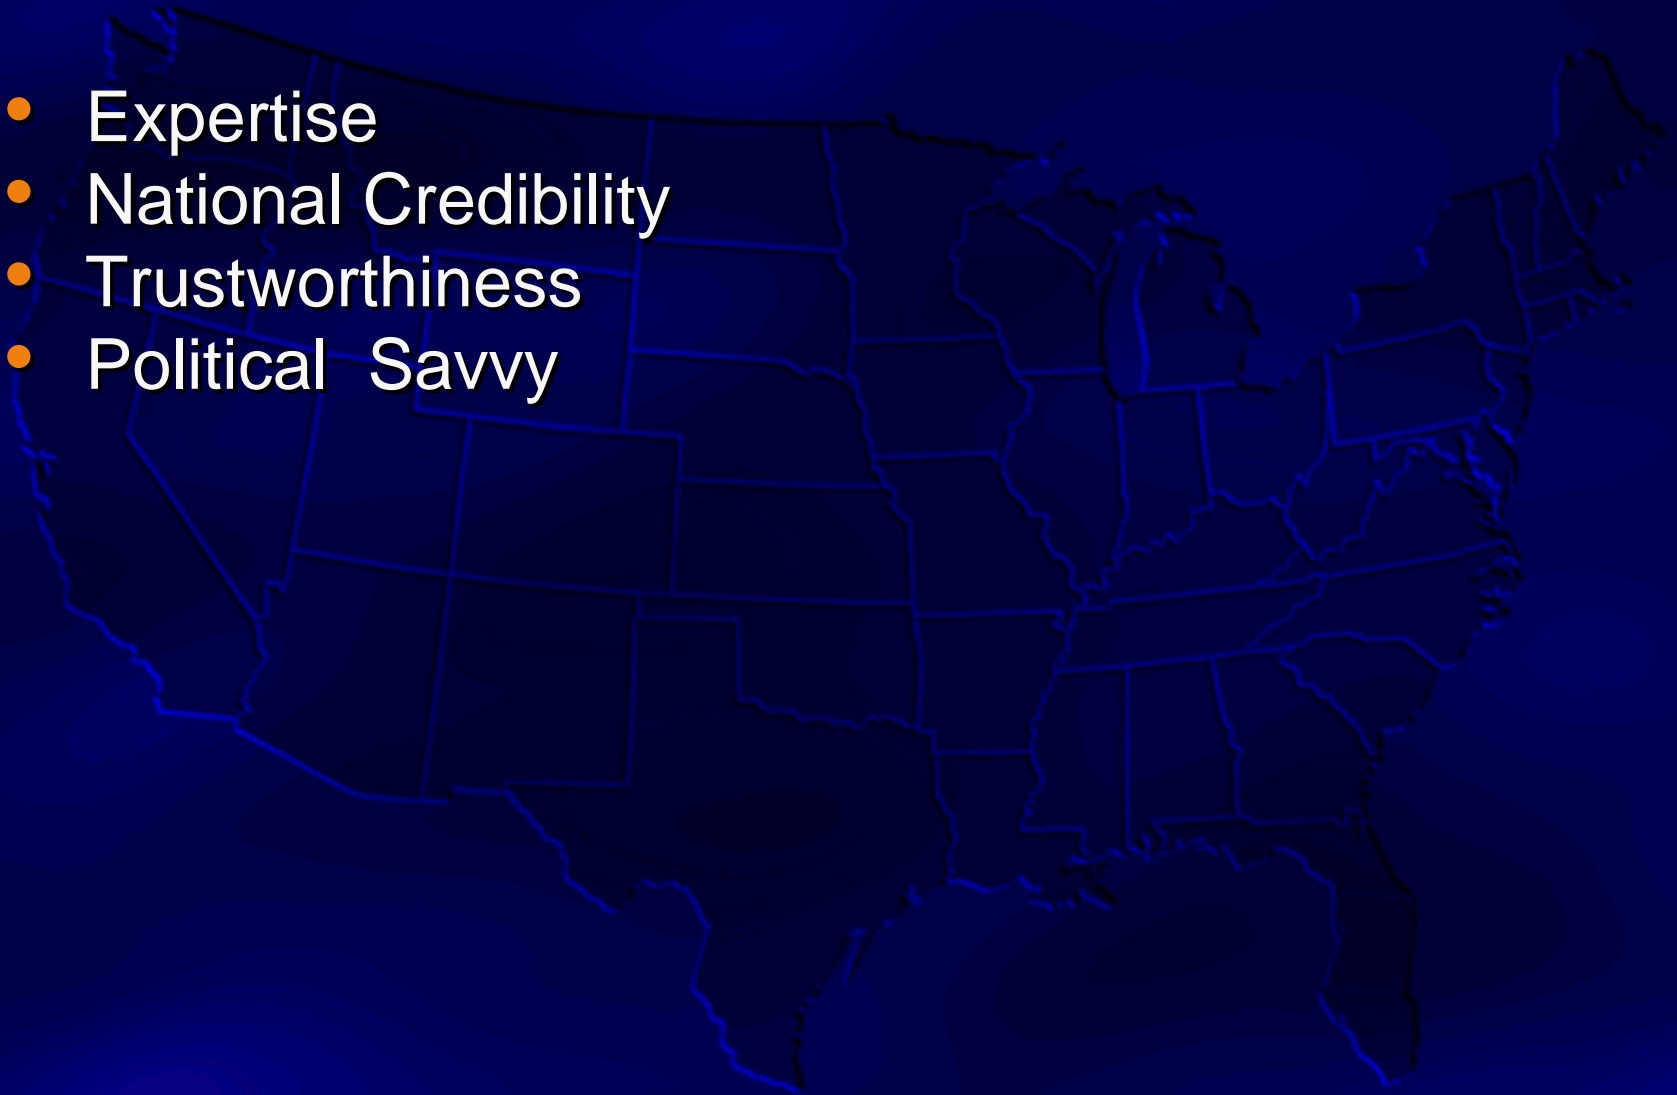 • Expertise
• National Credibility
• Trustworthiness
• Political  Savvy